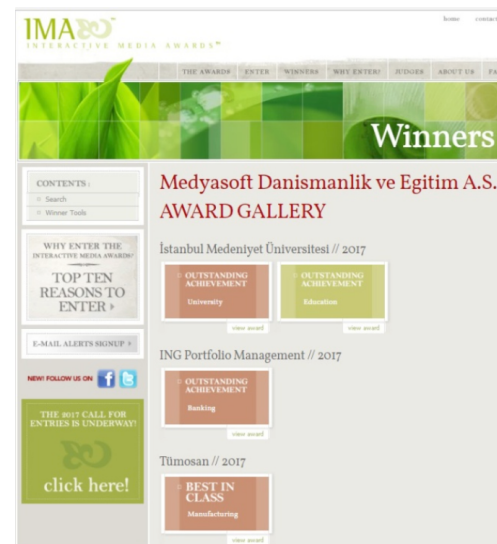 IMA™
INTERACTIVE MEDIA AWARDS™
home contact
THE AWARDS ENTER WINNERS WHY ENTER? JUDGES ABOUT US FA
Winners
CONTENTS:
Search
Winner Tools
WHY ENTER THE
INTERACTIVE MEDIA AWARDS?
TOP TEN
REASONS TO
ENTER
E-MAIL ALERTS SIGNUP
NEW! FOLLOW US ON
THE 2017 CALL FOR
ENTRIES IS UNDERWAY!
click here!
Medyasoft Danismanlik ve Egitim A.S.
AWARD GALLERY
İstanbul Medeniyet Üniversitesi // 2017
OUTSTANDING
ACHIEVEMENT
University
view award
OUTSTANDING
ACHIEVEMENT
Education
view award
ING Portfolio Management // 2017
OUTSTANDING
ACHIEVEMENT
Banking
view award
Tümosan // 2017
BEST IN
CLASS
Manufacturing
view award